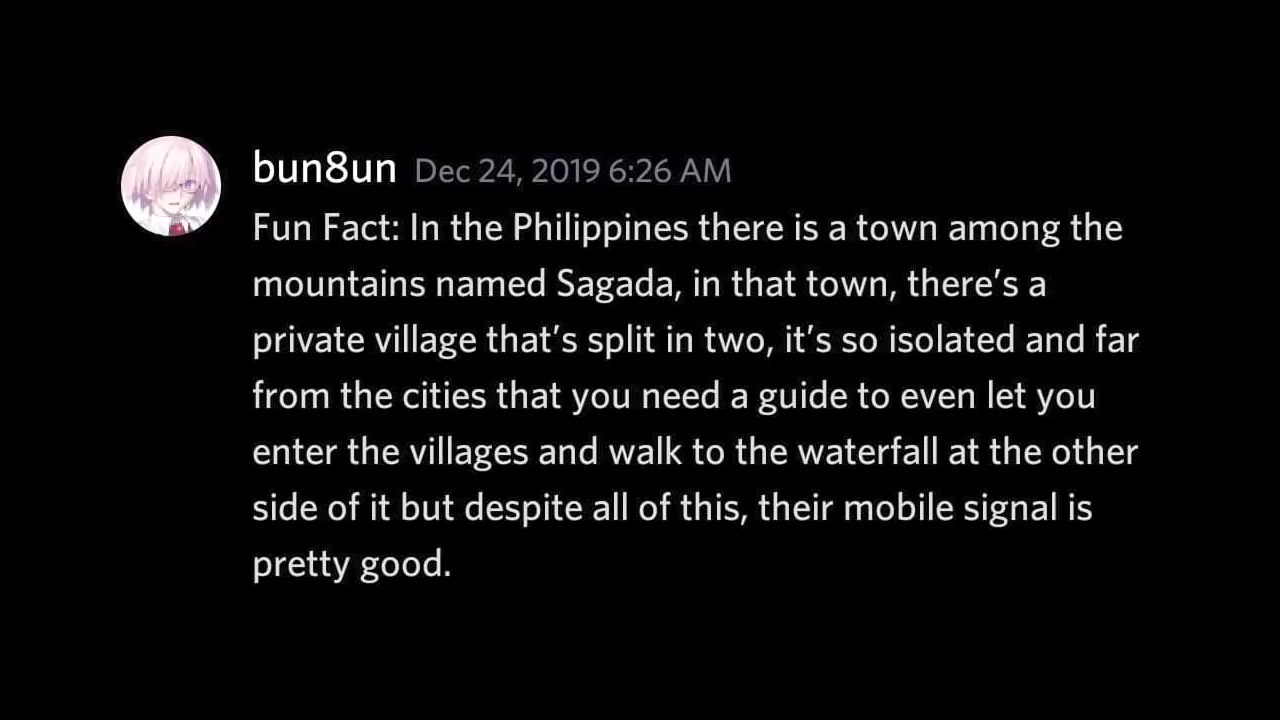 bun8un Dec 24, 2019 6:26 AM
Fun Fact: In the Philippines there is a town among the
mountains named Sagada, in that town, there’s a
private village that’s split in two, it’s so isolated and far
from the cities that you need a guide to even let you
enter the villages and walk to the waterfall at the other
side of it but despite all of this, their mobile signal is
pretty good.